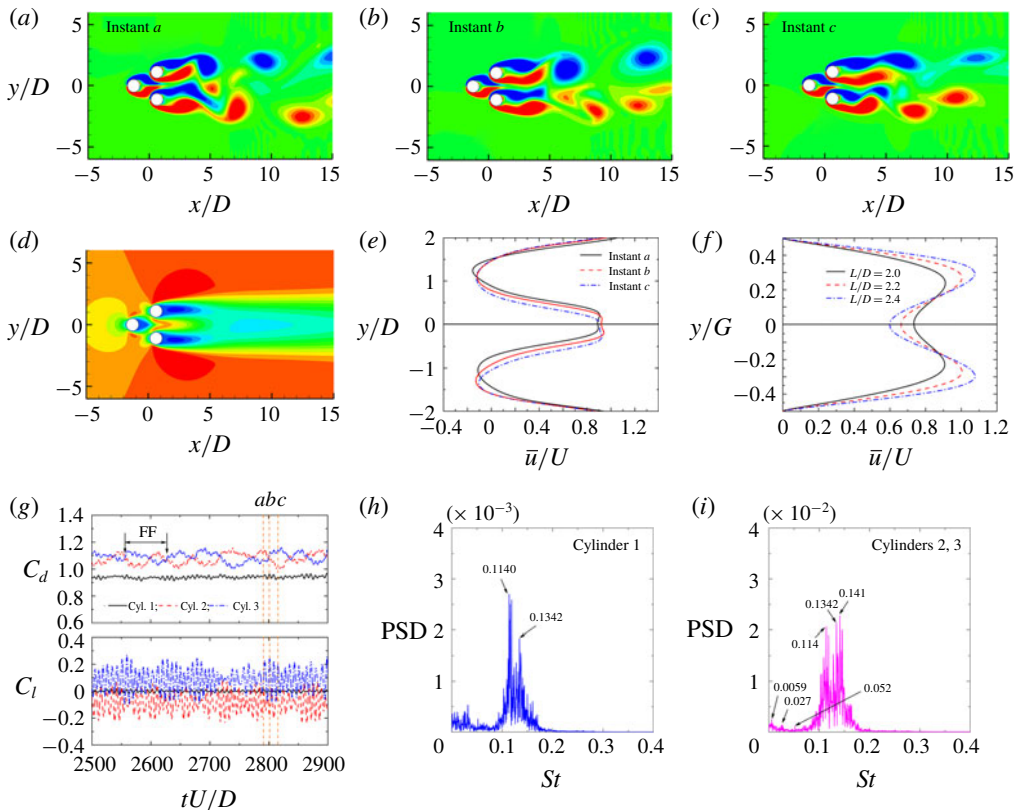 (a)
Instant a
y/D
5
0
−5
−5 0 5 10 15
x/D
(b)
Instant b
y/D
5
0
−5
−5 0 5 10 15
x/D
(c)
Instant c
y/D
5
0
−5
−5 0 5 10 15
x/D
(d)
y/D
5
0
−5
−5 0 5 10 15
x/D
(e)
y/D
2
1
0
−1
−2
Instant a
Instant b
Instant c
−0.4 0 0.4 0.8 1.2
u̅/U
(f)
y/G
0.4
0.2
0
−0.2
−0.4
L/D = 2.0
L/D = 2.2
L/D = 2.4
0 0.2 0.4 0.6 0.8 1.0 1.2
u̅/U
(g)
abc
FF
C_d
1.4
1.2
1.0
0.8
0.6
Cyl. 1; Cyl. 2; Cyl. 3
C_l
0.4
0.2
0
−0.2
−0.4
2500 2600 2700 2800 2900
tU/D
(h)
(× 10⁻³)
Cylinder 1
PSD
4
3
2
1
0
0.1140
0.1342
0.1 0.2 0.3 0.4
St
(i)
(× 10⁻²)
Cylinders 2, 3
PSD
4
3
2
1
0
0.141
0.1342
0.114
0.0059
0.027
0.052
0 0.1 0.2 0.3 0.4
St